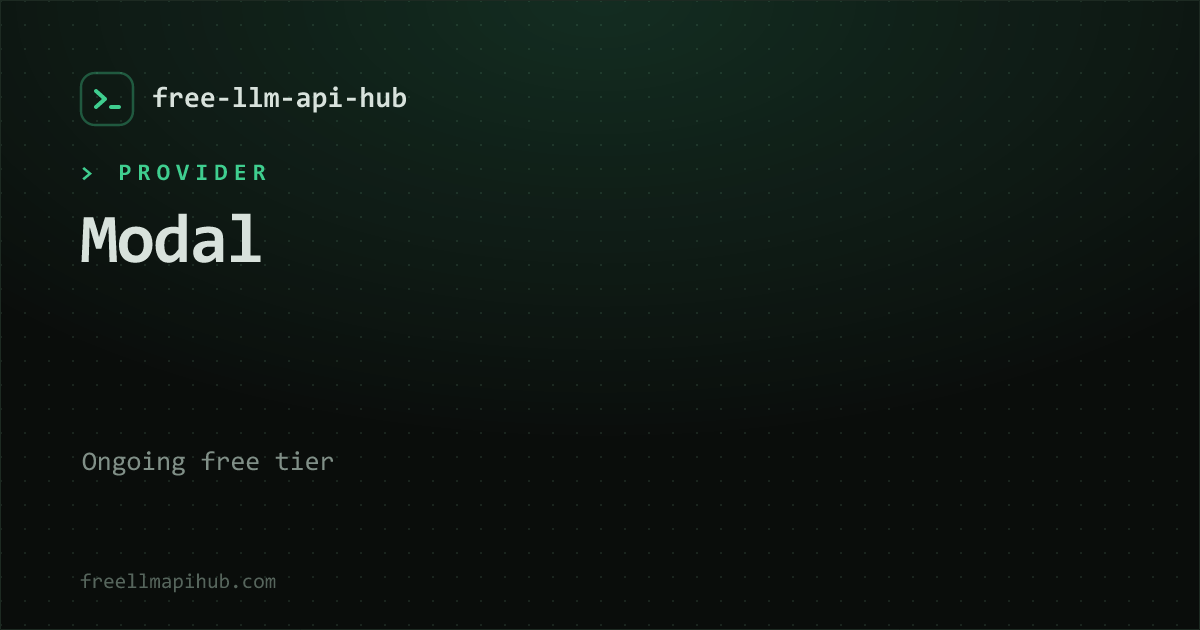 free-llm-api-hub
> PROVIDER
Modal
Ongoing free tier
freellmapihub.com